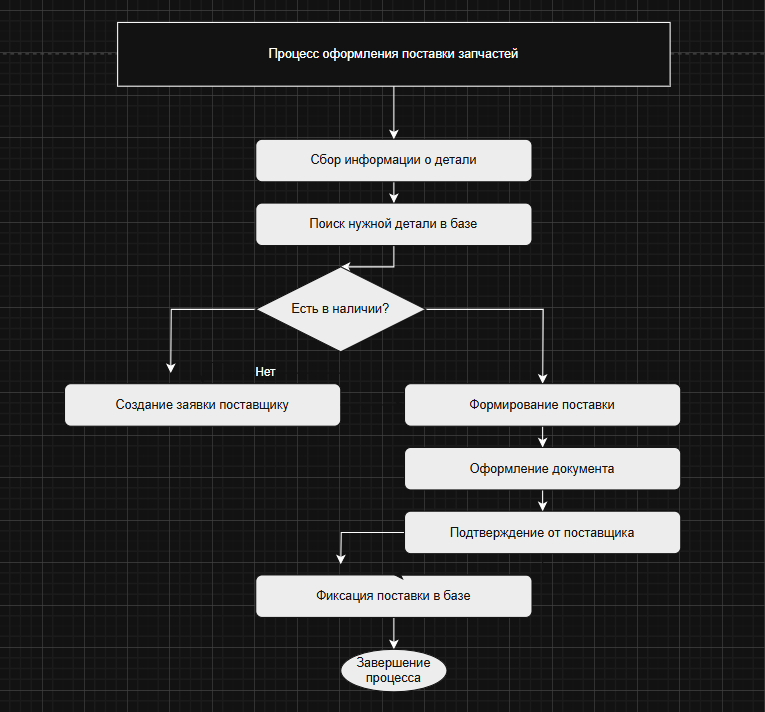 Процесс оформления поставки запчастей
Сбор информации о детали
Поиск нужной детали в базе
Есть в наличии?
Нет
Создание заявки поставщику
Формирование поставки
Оформление документа
Подтверждение от поставщика
Фиксация поставки в базе
Завершение
процесса